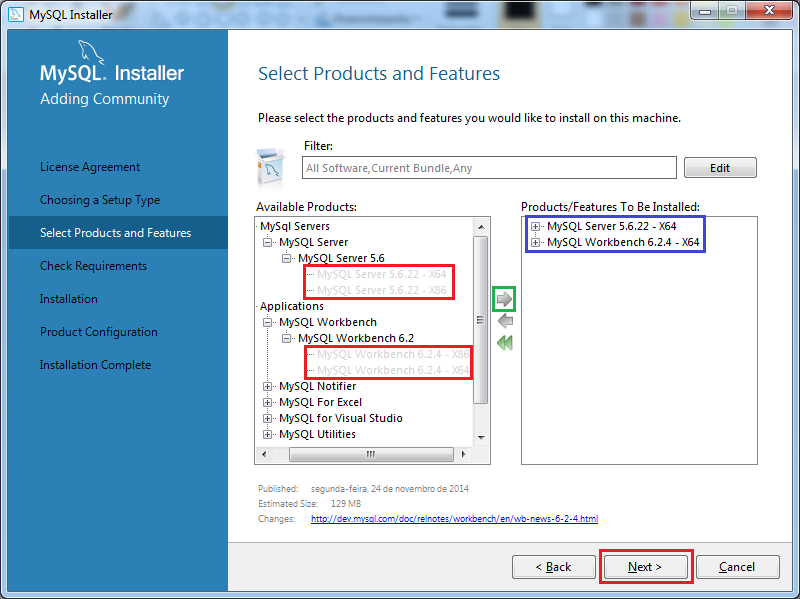 MySQL Installer
MySQL. Installer
Adding Community
License Agreement
Choosing a Setup Type
Select Products and Features
Check Requirements
Installation
Product Configuration
Installation Complete
Select Products and Features
Please select the products and features you would like to install on this machine.
Filter:
All Software,Current Bundle,Any
Edit
Available Products:
MySql Servers
MySQL Server
MySQL Server 5.6
MySQL Server 5.6.22 - X64
MySQL Server 5.6.22 - X86
Applications
MySQL Workbench
MySQL Workbench 6.2
MySQL Workbench 6.2.4 - X86
MySQL Workbench 6.2.4 - X64
MySQL Notifier
MySQL For Excel
MySQL for Visual Studio
MySQL Utilities
Products/Features To Be Installed:
MySQL Server 5.6.22 - X64
MySQL Workbench 6.2.4 - X64
Published: segunda-feira, 24 de novembro de 2014
Estimated Size: 129 MB
Changes: http://dev.mysql.com/doc/relnotes/workbench/en/wb-news-6-2-4.html
< Back
Next >
Cancel